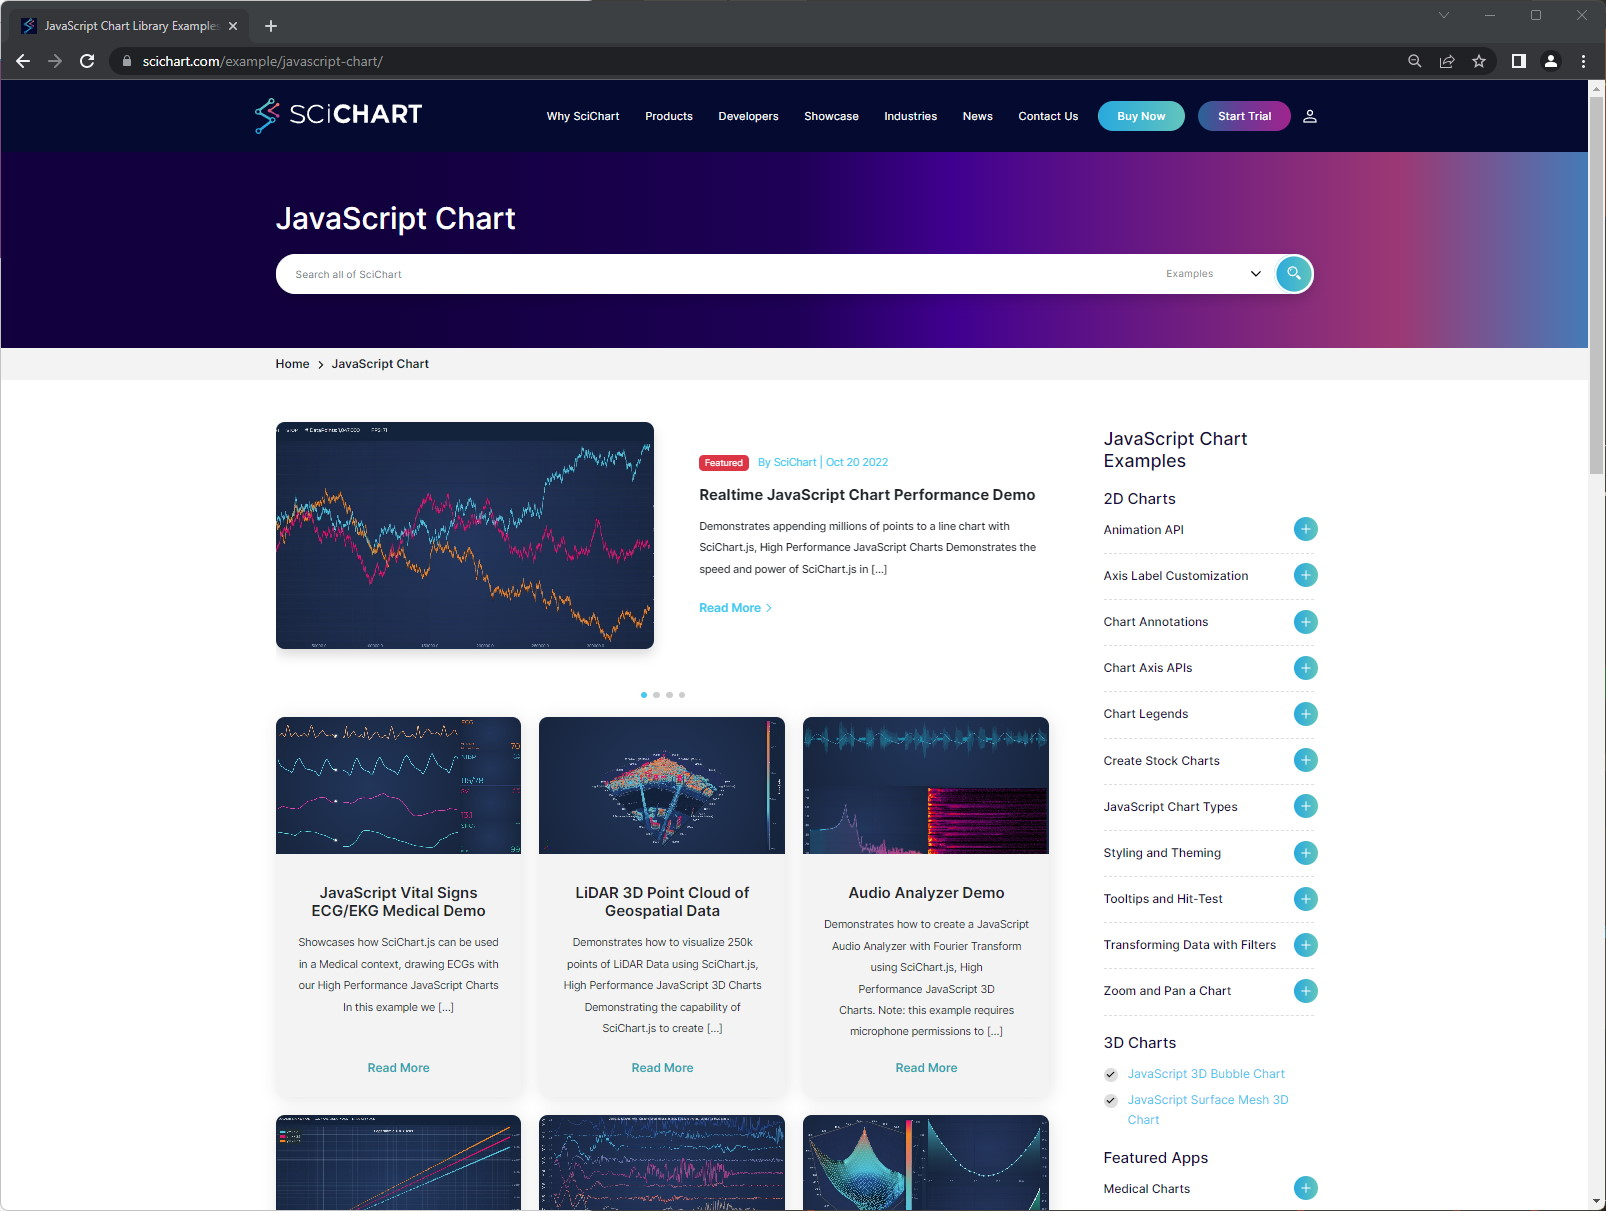 JavaScript Chart Library Example
scichart.com/example/javascript-chart/
SCiCHART
Why SciChart
Products
Developers
Showcase
Industries
News
Contact Us
Buy Now
Start Trial
JavaScript Chart
Search all of SciChart
Examples
Home > JavaScript Chart
# DataPoints: 1,047,000 FPS: 71
Featured By SciChart | Oct 20 2022
Realtime JavaScript Chart Performance Demo
Demonstrates appending millions of points to a line chart with
SciChart.js, High Performance JavaScript Charts Demonstrates the
speed and power of SciChart.js in [...]
Read More
JavaScript Vital Signs
ECG/EKG Medical Demo
Showcases how SciChart.js can be used
in a Medical context, drawing ECGs with
our High Performance JavaScript Charts
In this example we [...]
Read More
LiDAR 3D Point Cloud of
Geospatial Data
Demonstrates how to visualize 250k
points of LiDAR Data using SciChart.js,
High Performance JavaScript 3D Charts
Demonstrating the capability of
SciChart.js to create [...]
Read More
Audio Analyzer Demo
Demonstrates how to create a JavaScript
Audio Analyzer with Fourier Transform
using SciChart.js, High
Performance JavaScript 3D
Charts. Note: this example requires
microphone permissions to [...]
Read More
JavaScript Chart
Examples
2D Charts
Animation API
Axis Label Customization
Chart Annotations
Chart Axis APIs
Chart Legends
Create Stock Charts
JavaScript Chart Types
Styling and Theming
Tooltips and Hit-Test
Transforming Data with Filters
Zoom and Pan a Chart
3D Charts
JavaScript 3D Bubble Chart
JavaScript Surface Mesh 3D
Chart
Featured Apps
Medical Charts